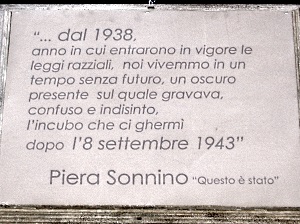 “... dal 1938,
anno in cui entrarono in vigore le
leggi razziali, noi vivemmo in un
tempo senza futuro, un oscuro
presente sul quale gravava,
confuso e indisinto,
l’incubo che ci ghermì
dopo l’8 settembre 1943”
Piera Sonnino “Questo è stato”